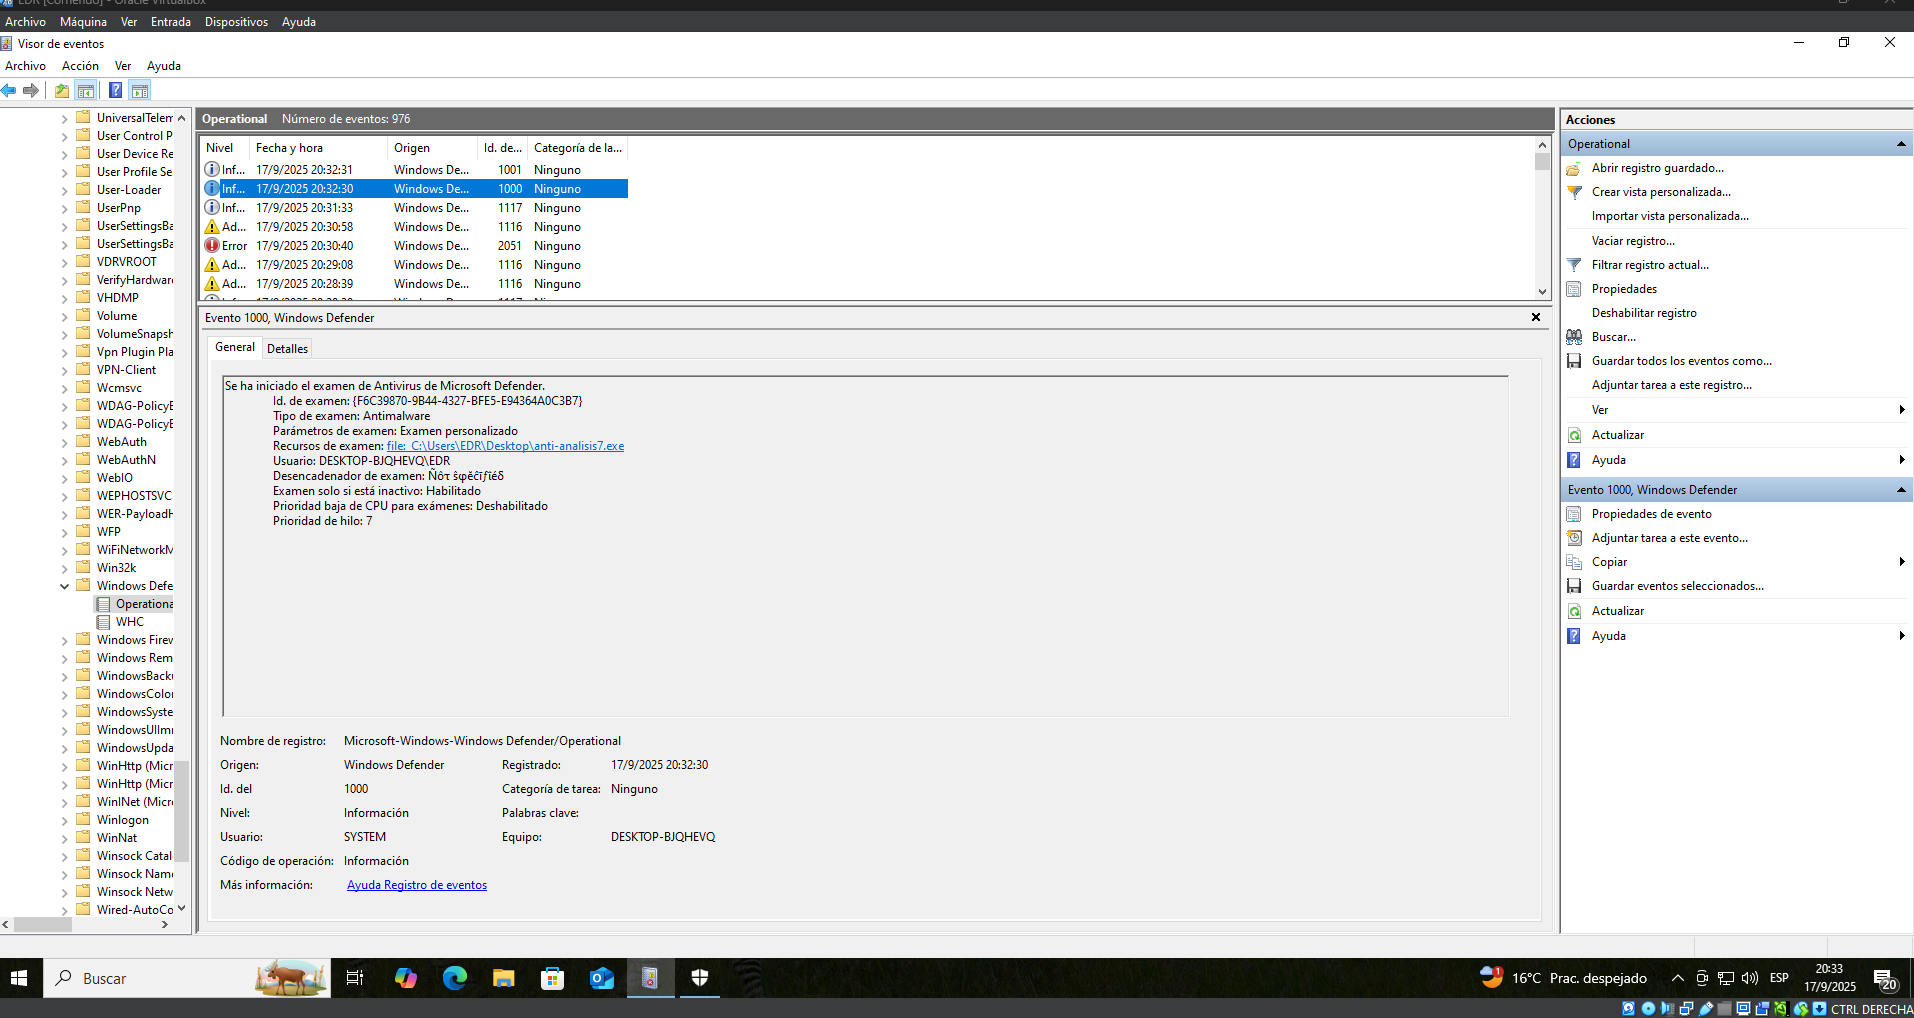 EDR [Corriendo] - Oracle VirtualBox
Archivo Máquina Ver Entrada Dispositivos Ayuda
Visor de eventos
Archivo Acción Ver Ayuda
UniversalTelem
User Control P
User Device Re
User Profile Se
User-Loader
UserPnp
UserSettingsBa
UserSettingsBa
VDRVROOT
VerifyHardware
VHDMP
Volume
VolumeSnapsh
Vpn Plugin Pla
VPN-Client
Wcmsvc
WDAG-PolicyE
WDAG-PolicyE
WebAuth
WebAuthN
WebIO
WEPHOSTSVC
WER-PayloadH
WFP
WiFiNetworkM
Win32k
Windows Defe
Operationa
WHC
Windows Firew
Windows Rem
WindowsBacku
WindowsColor
WindowsSyste
WindowsUIImm
WindowsUpda
WinHttp (Micr
WinHttp (Micr
WinINet (Micro
Winlogon
WinNat
Winsock Catal
Winsock Name
Winsock Netw
Wired-AutoCo
Operational Número de eventos: 976
Nivel Fecha y hora Origen Id. de... Categoría de la...
Inf... 17/9/2025 20:32:31 Windows De... 1001 Ninguno
Inf... 17/9/2025 20:32:30 Windows De... 1000 Ninguno
Inf... 17/9/2025 20:31:33 Windows De... 1117 Ninguno
Ad... 17/9/2025 20:30:58 Windows De... 1116 Ninguno
Error 17/9/2025 20:30:40 Windows De... 2051 Ninguno
Ad... 17/9/2025 20:29:08 Windows De... 1116 Ninguno
Ad... 17/9/2025 20:28:39 Windows De... 1116 Ninguno
Evento 1000, Windows Defender
General Detalles
Se ha iniciado el examen de Antivirus de Microsoft Defender.
Id. de examen: {F6C39870-9B44-4327-BFE5-E94364A0C3B7}
Tipo de examen: Antimalware
Parámetros de examen: Examen personalizado
Recursos de examen: file:_C:\Users\EDR\Desktop\anti-analisis7.exe
Usuario: DESKTOP-BJQHEVQ\EDR
Desencadenador de examen: Ñôτ ŝφĕčīƒīéδ
Examen solo si está inactivo: Habilitado
Prioridad baja de CPU para exámenes: Deshabilitado
Prioridad de hilo: 7
Nombre de registro: Microsoft-Windows-Windows Defender/Operational
Origen: Windows Defender Registrado: 17/9/2025 20:32:30
Id. del 1000 Categoría de tarea: Ninguno
Nivel: Información Palabras clave:
Usuario: SYSTEM Equipo: DESKTOP-BJQHEVQ
Código de operación: Información
Más información: Ayuda Registro de eventos
Acciones
Operational
Abrir registro guardado...
Crear vista personalizada...
Importar vista personalizada...
Vaciar registro...
Filtrar registro actual...
Propiedades
Deshabilitar registro
Buscar...
Guardar todos los eventos como...
Adjuntar tarea a este registro...
Ver
Actualizar
Ayuda
Evento 1000, Windows Defender
Propiedades de evento
Adjuntar tarea a este evento...
Copiar
Guardar eventos seleccionados...
Actualizar
Ayuda
Buscar
1
16°C Prac. despejado
ESP
20:33
17/9/2025
20
CTRL DERECHA